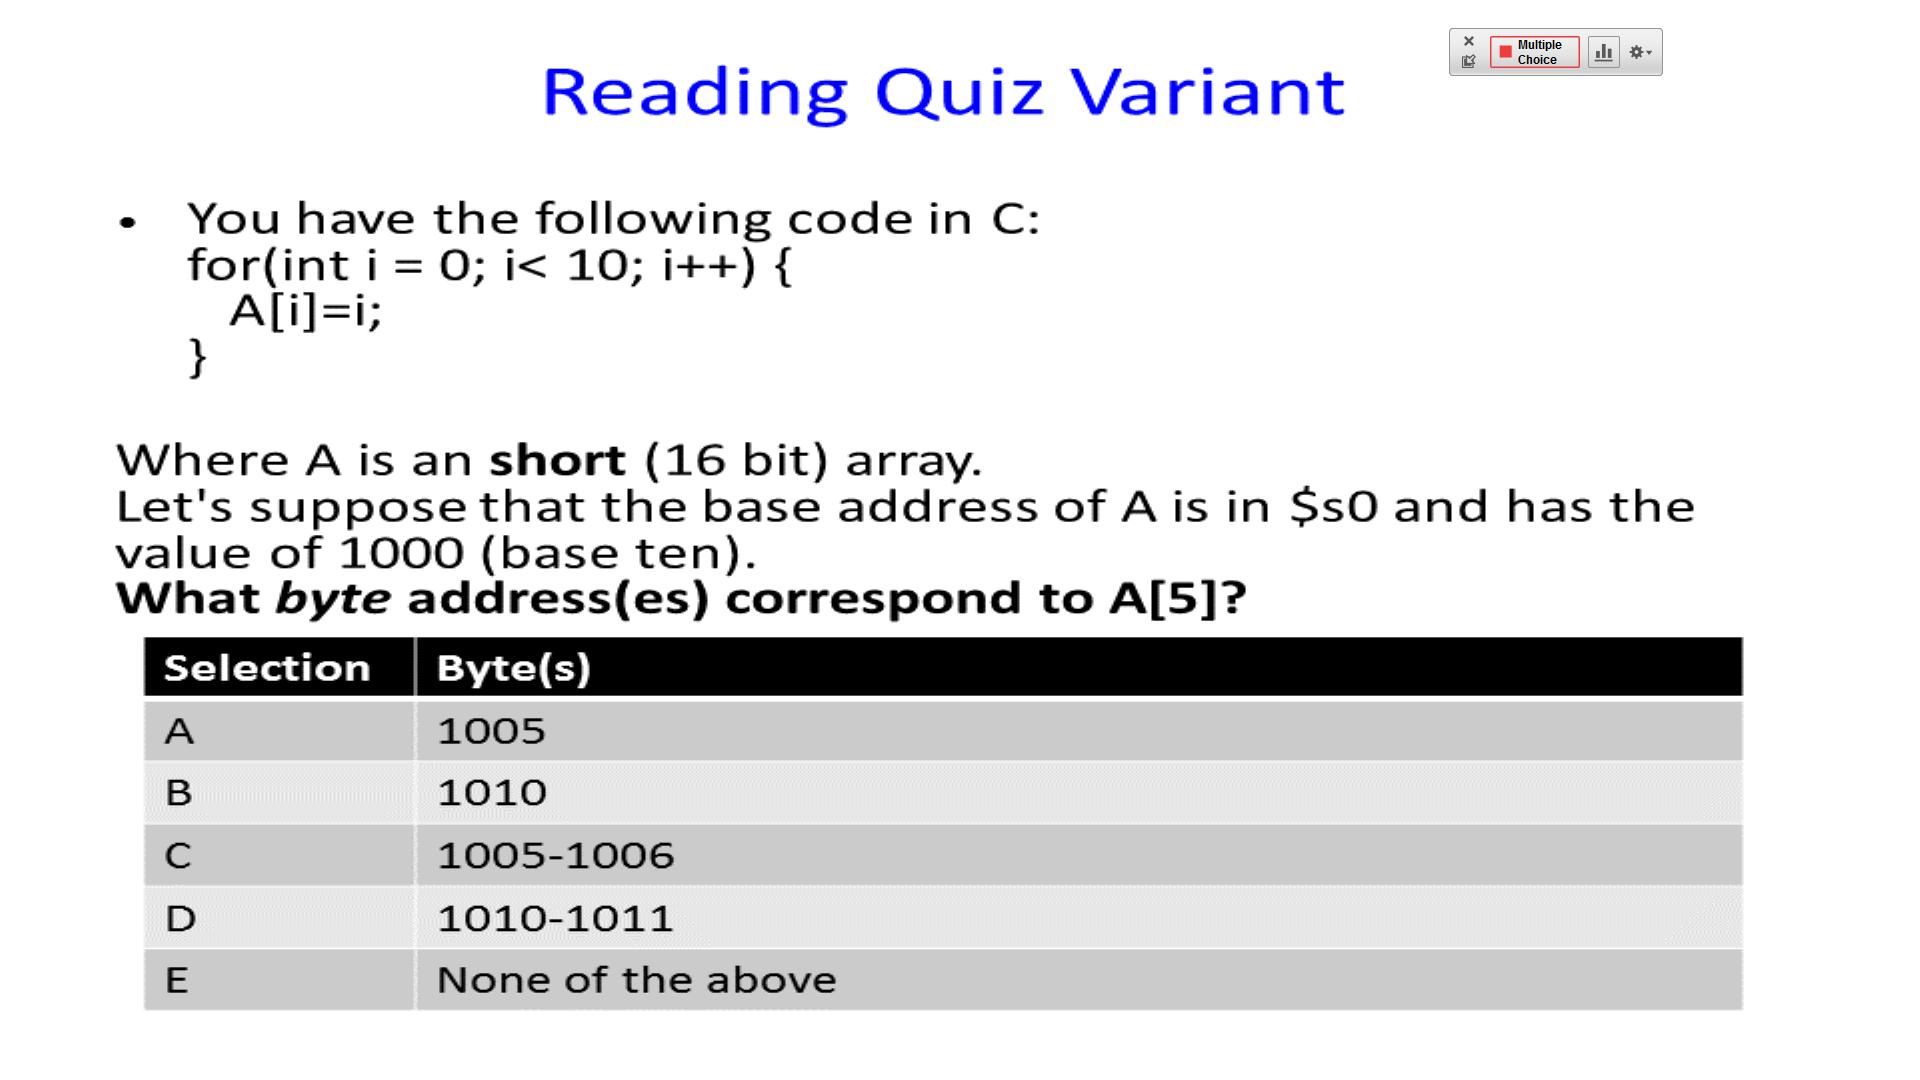 Multiple
Choice
Reading Quiz Variant
• You have the following code in C:
for(int i = 0; i< 10; i++) {
A[i]=i;
}
Where A is an short (16 bit) array.
Let's suppose that the base address of A is in $s0 and has the
value of 1000 (base ten).
What byte address(es) correspond to A[5]?
Selection Byte(s)
A 1005
B 1010
C 1005-1006
D 1010-1011
E None of the above